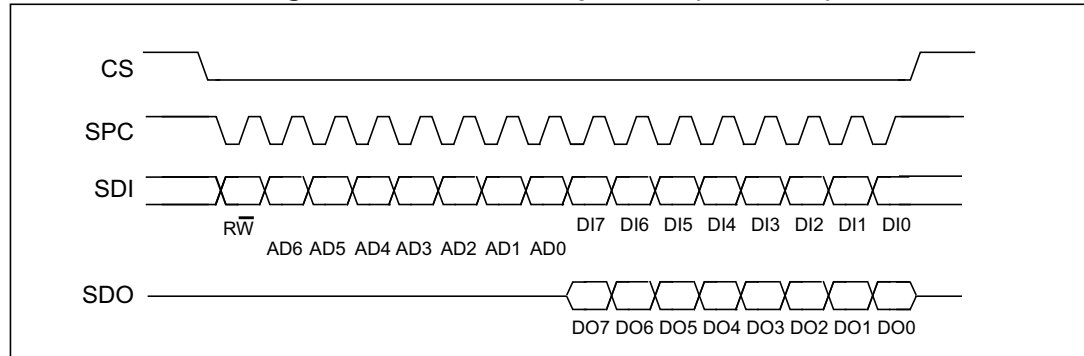 CS
SPC
SDI
RW̅
DI7 DI6 DI5 DI4 DI3 DI2 DI1 DI0
AD6 AD5 AD4 AD3 AD2 AD1 AD0
SDO
DO7 DO6 DO5 DO4 DO3 DO2 DO1 DO0